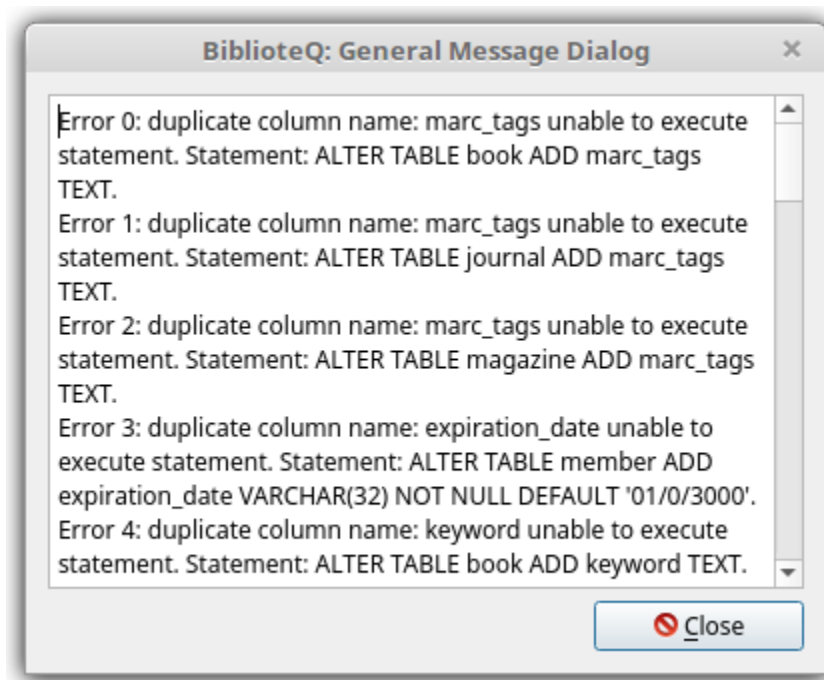 BiblioteQ: General Message Dialog
Error 0: duplicate column name: marc_tags unable to execute
statement. Statement: ALTER TABLE book ADD marc_tags
TEXT.
Error 1: duplicate column name: marc_tags unable to execute
statement. Statement: ALTER TABLE journal ADD marc_tags
TEXT.
Error 2: duplicate column name: marc_tags unable to execute
statement. Statement: ALTER TABLE magazine ADD marc_tags
TEXT.
Error 3: duplicate column name: expiration_date unable to
execute statement. Statement: ALTER TABLE member ADD
expiration_date VARCHAR(32) NOT NULL DEFAULT '01/0/3000'.
Error 4: duplicate column name: keyword unable to execute
statement. Statement: ALTER TABLE book ADD keyword TEXT.
Close